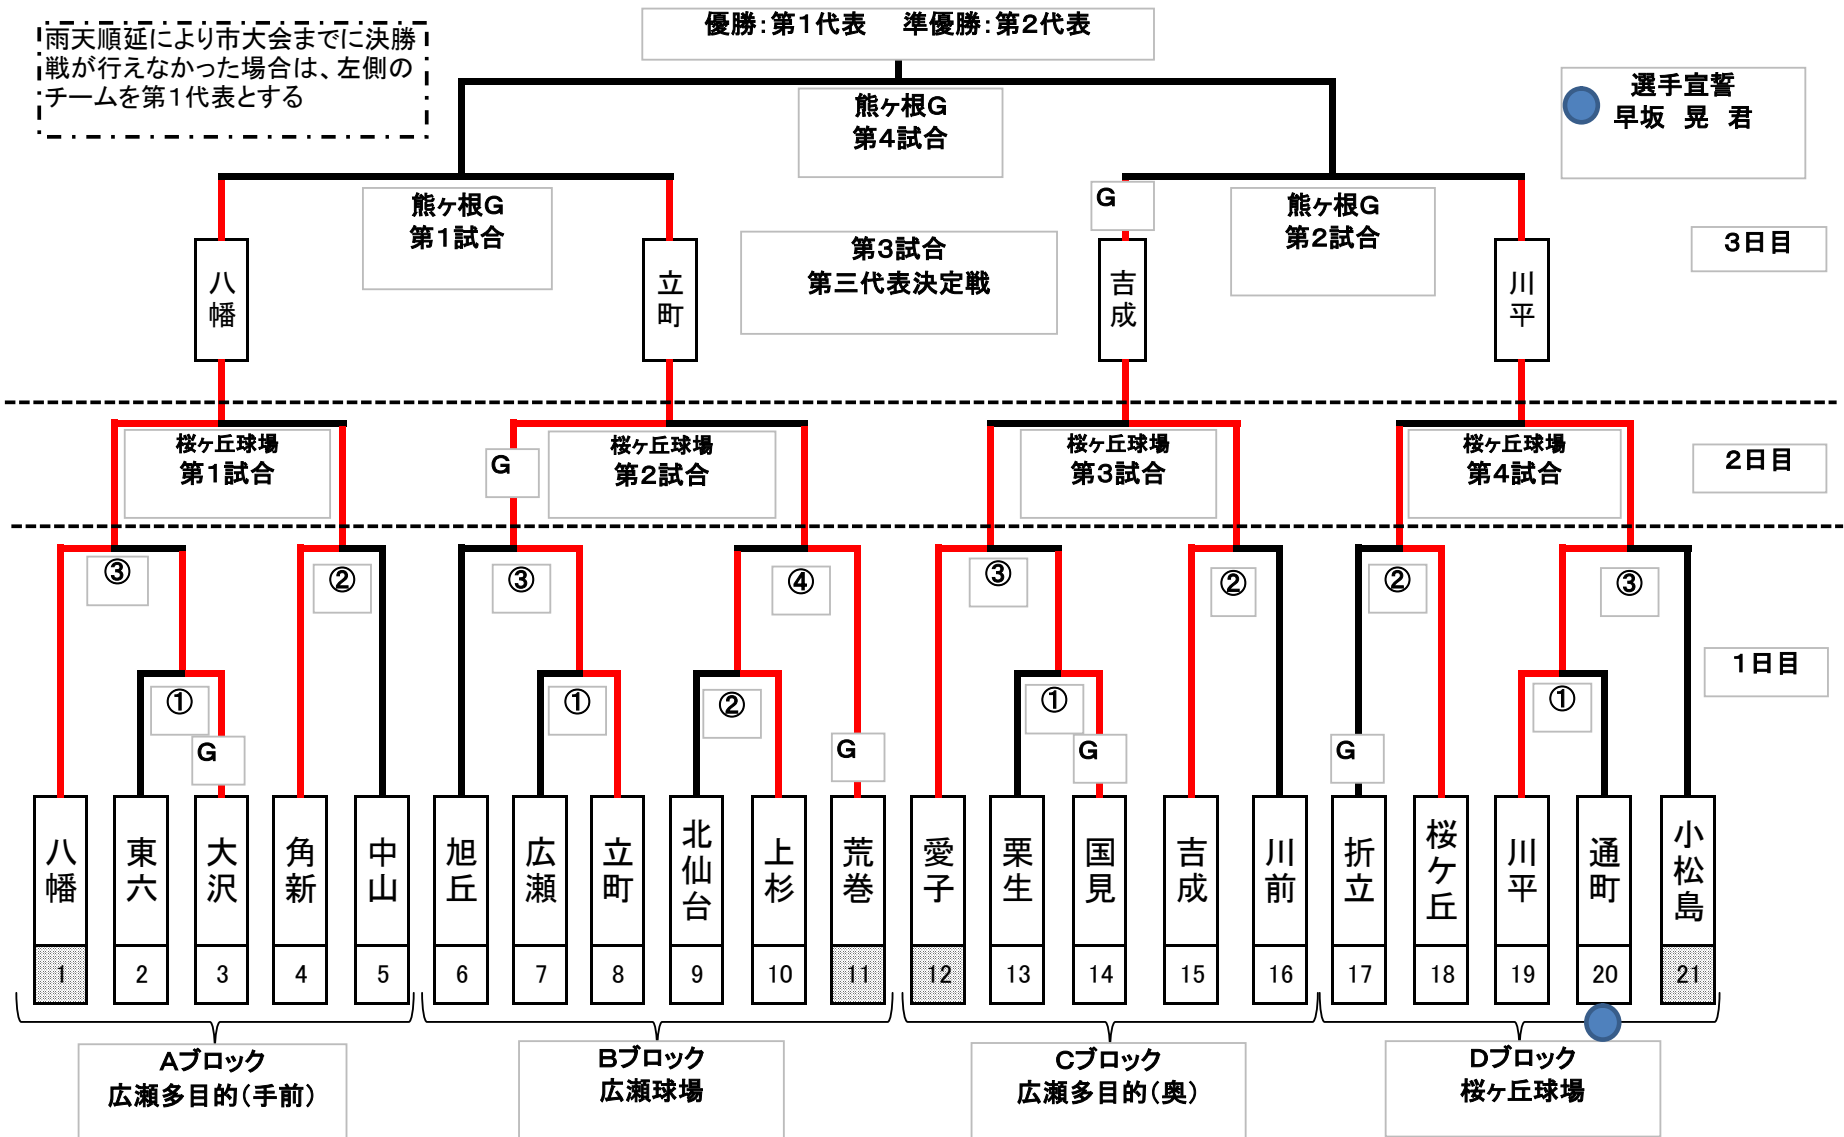 優勝：第１代表　準優勝：第２代表
雨天順延により市大会までに決勝
戦が行えなかった場合は、左側の
チームを第１代表とする
選手宣誓
早坂　晃　君
熊ヶ根G
第４試合
熊ヶ根G
第１試合
G
熊ヶ根G
第２試合
第３試合
第三代表決定戦
３日目
八幡
立町
吉成
川平
桜ヶ丘球場
第１試合
G
桜ヶ丘球場
第２試合
桜ヶ丘球場
第３試合
桜ヶ丘球場
第４試合
２日目
③
②
③
④
③
②
②
③
１日目
①
①
②
①
①
G
G
G
G
八幡
東六
大沢
角新
中山
旭丘
広瀬
立町
北仙台
上杉
荒巻
愛子
栗生
国見
吉成
川前
折立
桜ケ丘
川平
通町
小松島
1
2
3
4
5
6
7
8
9
10
11
12
13
14
15
16
17
18
19
20
21
Aブロック
広瀬多目的（手前）
Bブロック
広瀬球場
Cブロック
広瀬多目的（奥）
Dブロック
桜ヶ丘球場